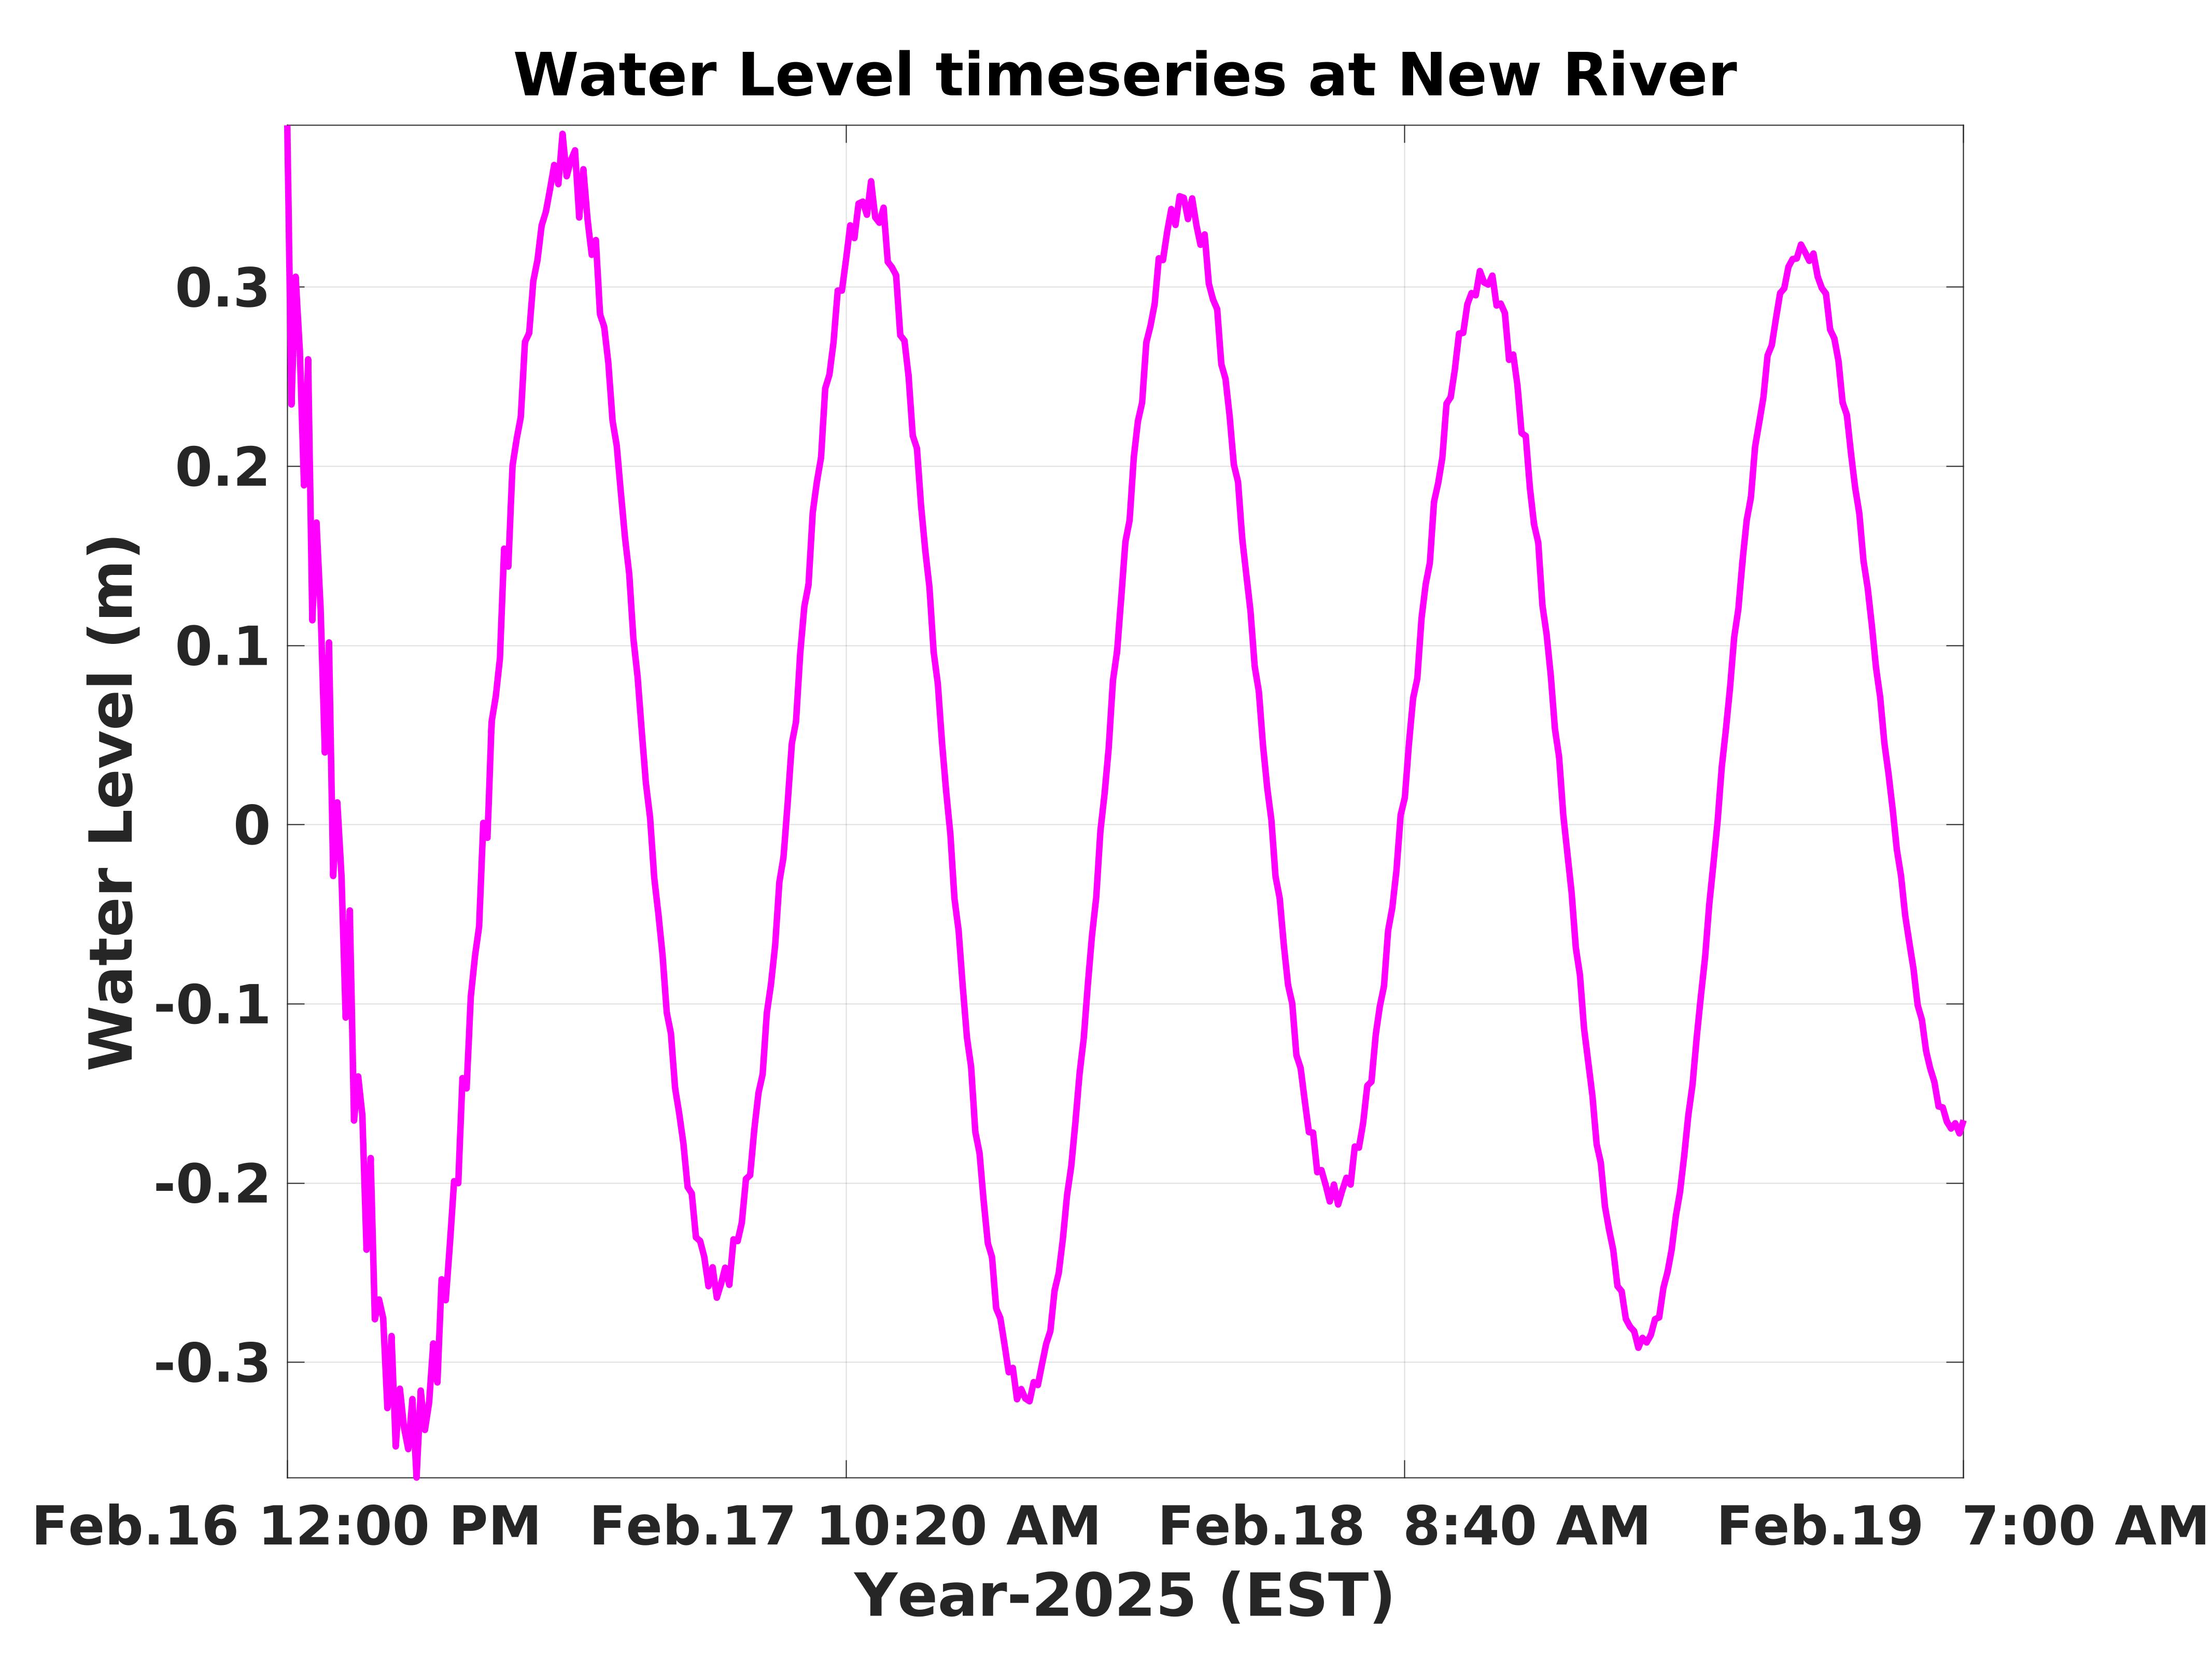 Water Level timeseries at New River
Water Level (m)
0.3
0.2
0.1
0
-0.1
-0.2
-0.3
Feb.16 12:00 PM Feb.17 10:20 AM Feb.18 8:40 AM Feb.19 7:00 AM
Year-2025 (EST)